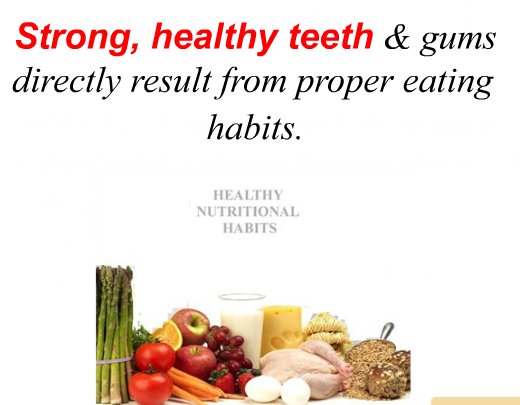 Strong, healthy teeth & gums
directly result from proper eating
habits.
HEALTHY
NUTRITIONAL
HABITS